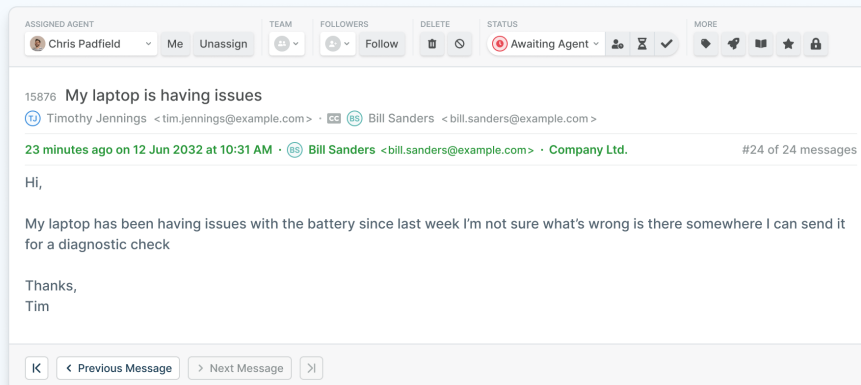 ASSIGNED AGENT TEAM FOLLOWERS DELETE STATUS MORE
Chris Padfield Me Unassign Follow Awaiting Agent
15876 My laptop is having issues
TJ Timothy Jennings <tim.jennings@example.com> · CC BS Bill Sanders <bill.sanders@example.com>
23 minutes ago on 12 Jun 2032 at 10:31 AM · BS Bill Sanders <bill.sanders@example.com> · Company Ltd. #24 of 24 messages
Hi,
My laptop has been having issues with the battery since last week I'm not sure what's wrong is there somewhere I can send it
for a diagnostic check
Thanks,
Tim
Previous Message Next Message